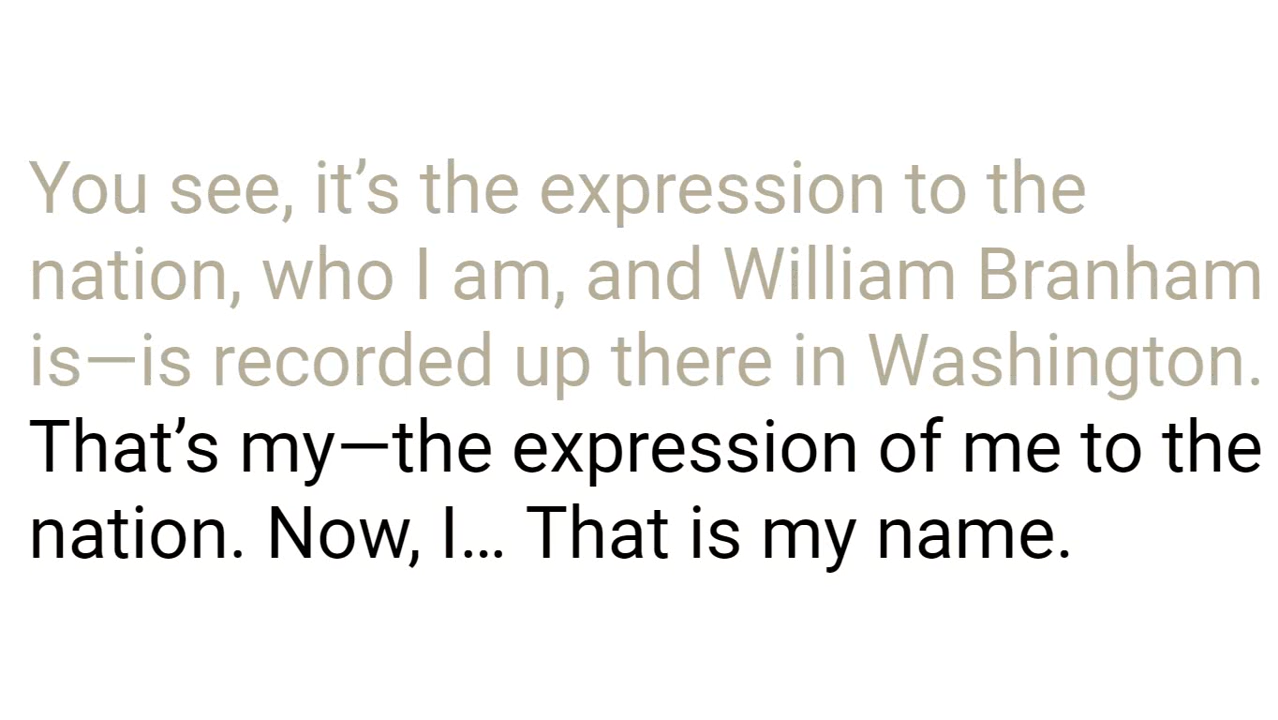 You see, it’s the expression to the
nation, who I am, and William Branham
is—is recorded up there in Washington.
That’s my—the expression of me to the
nation. Now, I… That is my name.